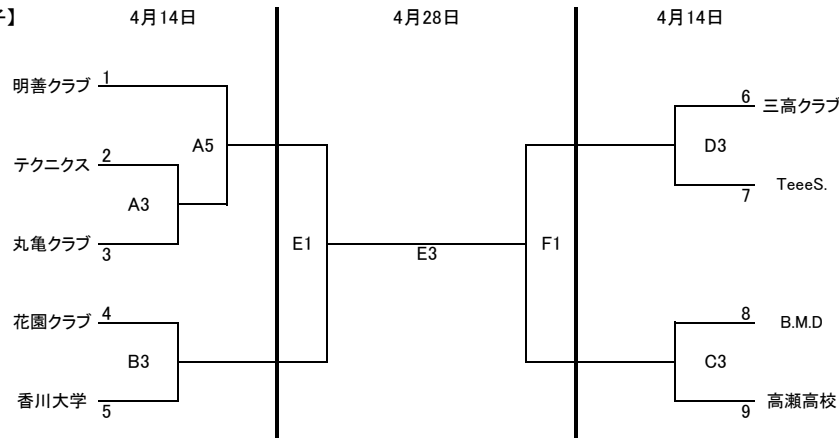 子】
4月14日
4月28日
4月14日
明善クラブ
1
テクニクス
2
丸亀クラブ
3
花園クラブ
4
香川大学
5
A5
A3
B3
E1
E3
F1
D3
C3
6
三高クラブ
7
TeeeS.
8
B.M.D
9
高瀬高校